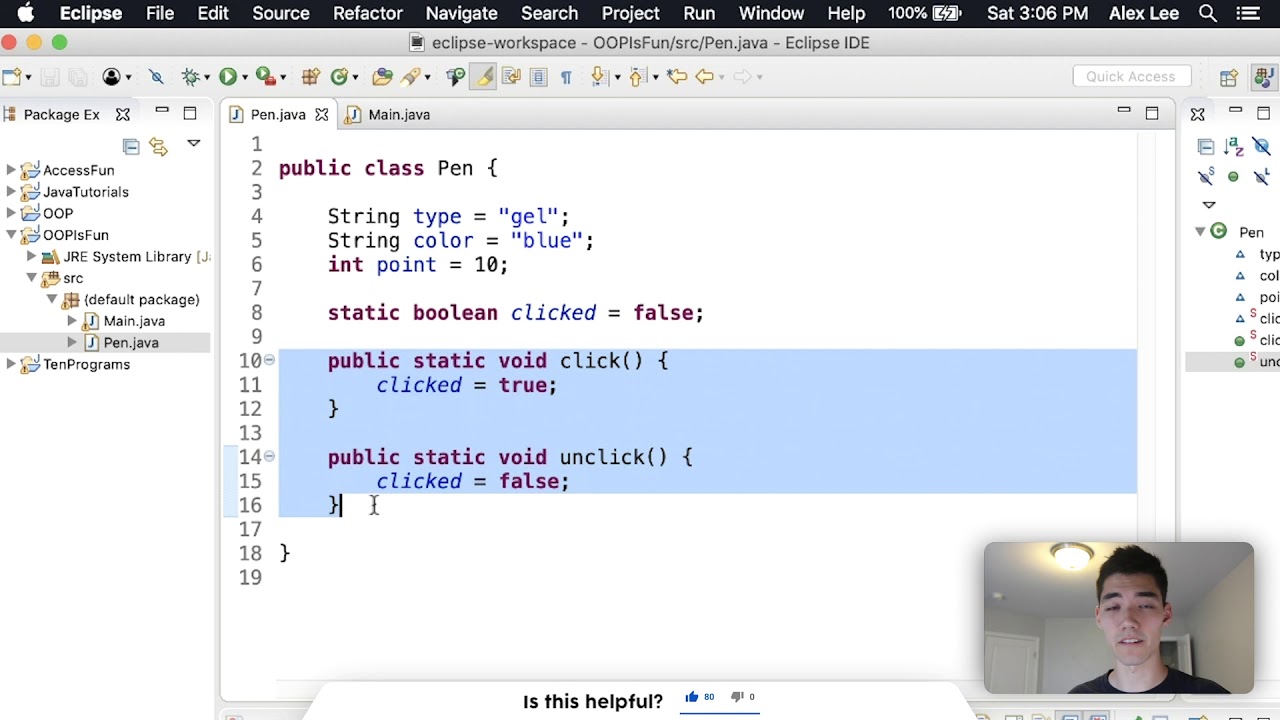 Eclipse File Edit Source Refactor Navigate Search Project Run Window Help 100% Sat 3:06 PM Alex Lee
eclipse-workspace - OOPIsFun/src/Pen.java - Eclipse IDE
Quick Access
Package Ex
Pen.java
Main.java
AccessFun
JavaTutorials
OOP
OOPIsFun
JRE System Library [J
src
(default package)
Main.java
Pen.java
TenPrograms
1
2 public class Pen {
3
4 String type = "gel";
5 String color = "blue";
6 int point = 10;
7
8 static boolean clicked = false;
9
10 public static void click() {
11 clicked = true;
12 }
13
14 public static void unclick() {
15 clicked = false;
16 }
17
18 }
19
Pen
typ
col
poi
clic
clic
unc
Is this helpful? 80 0